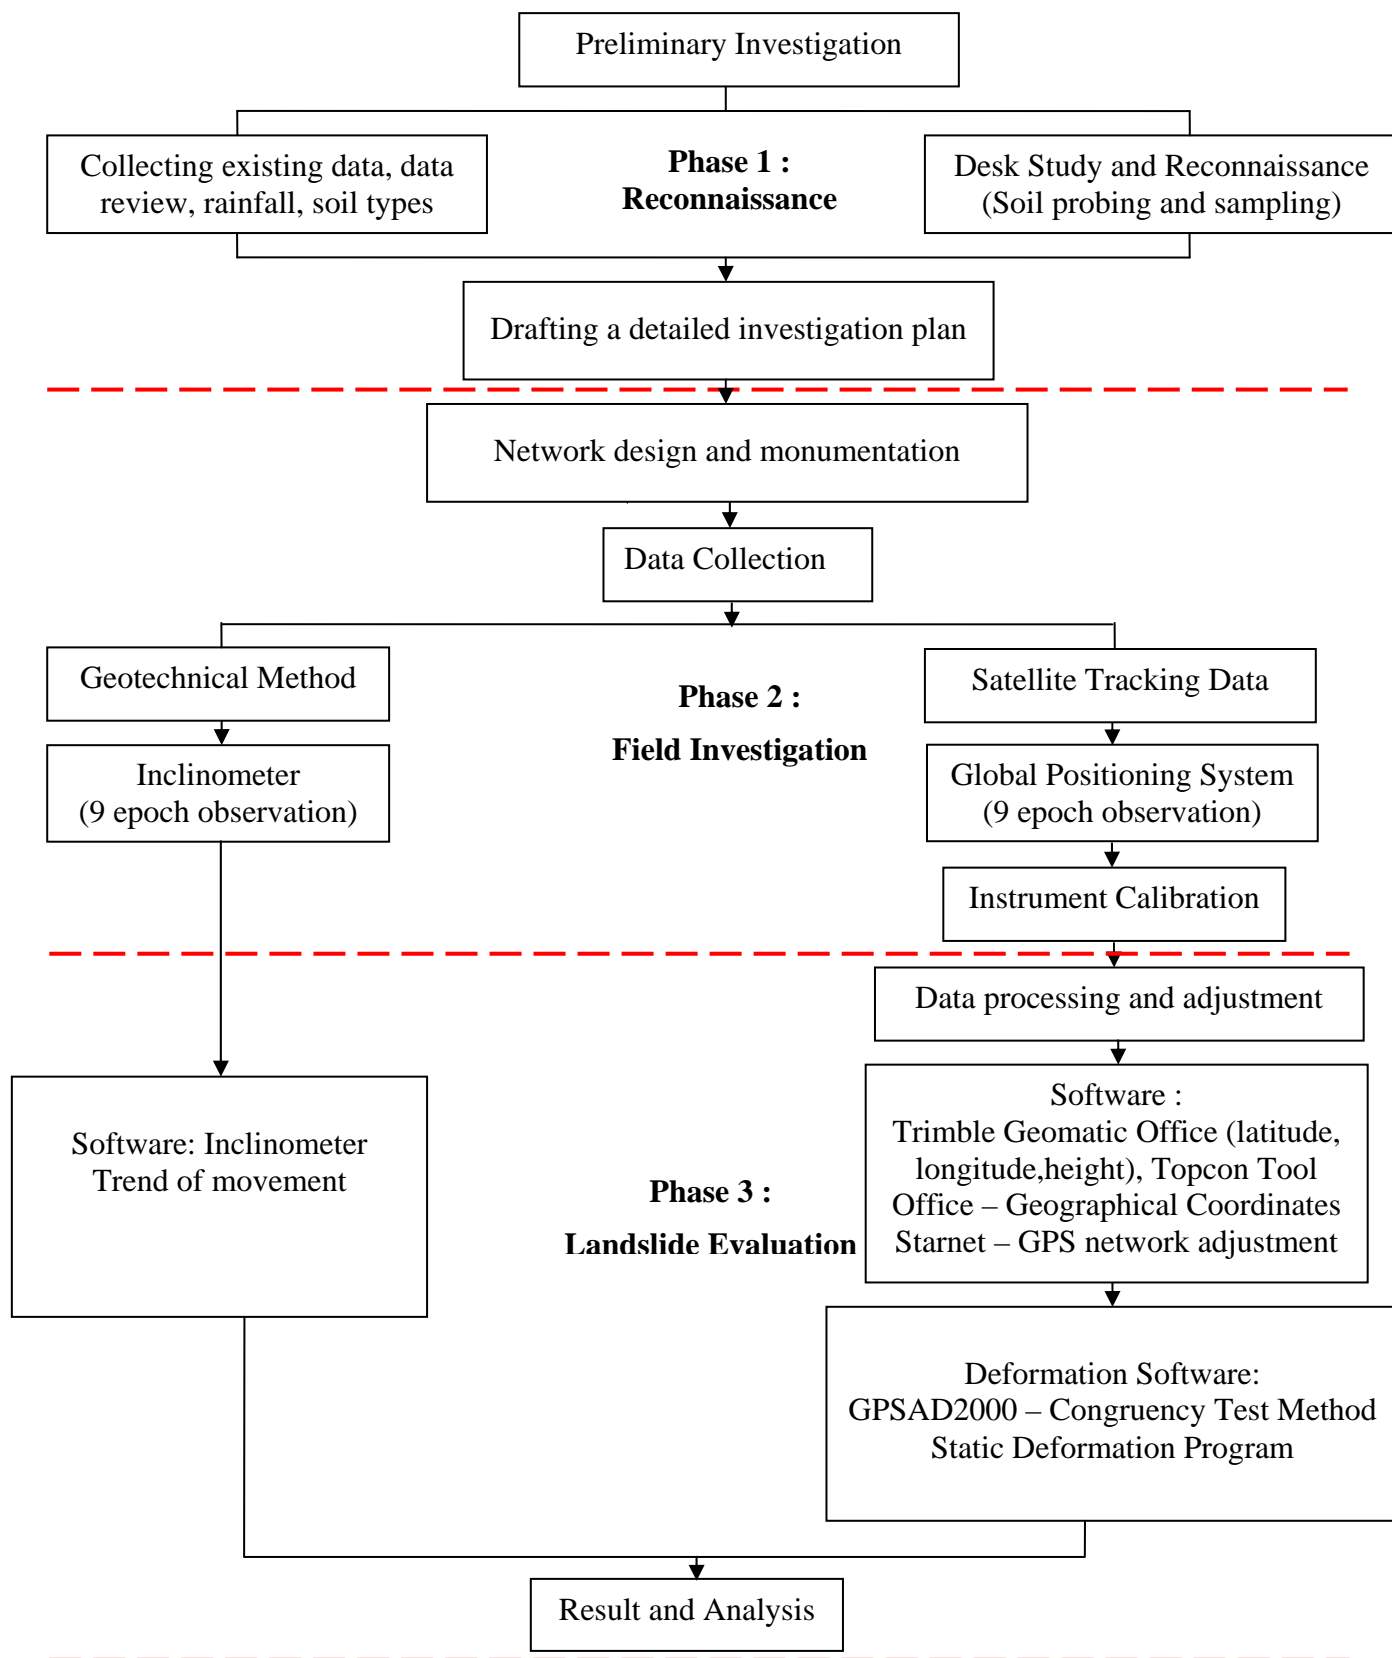 Preliminary Investigation
Collecting existing data, data
review, rainfall, soil types
Phase 1 :
Reconnaissance
Desk Study and Reconnaissance
(Soil probing and sampling)
Drafting a detailed investigation plan
Network design and monumentation
Data Collection
Geotechnical Method
Satellite Tracking Data
Phase 2 :
Field Investigation
Inclinometer
(9 epoch observation)
Global Positioning System
(9 epoch observation)
Instrument Calibration
Data processing and adjustment
Software: Inclinometer
Trend of movement
Phase 3 :
Landslide Evaluation
Software :
Trimble Geomatic Office (latitude,
longitude,height), Topcon Tool
Office – Geographical Coordinates
Starnet – GPS network adjustment
Deformation Software:
GPSAD2000 – Congruency Test Method
Static Deformation Program
Result and Analysis